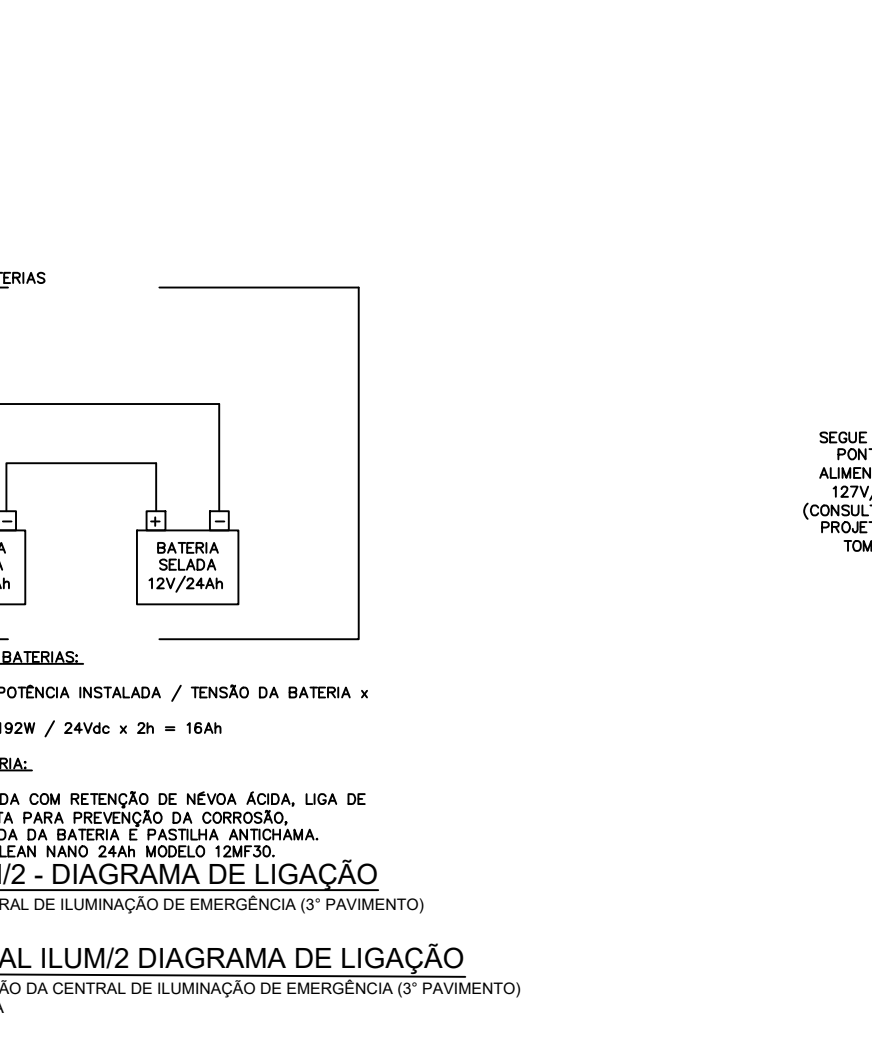 TERIAS
SEGUE
PONT
ALIMEN
127V/
(CONSULT
PROJET
TOM
-
+
-
A
A
Ah
BATERIA
SELADA
12V/24Ah
BATERIAS:
POTÊNCIA INSTALADA / TENSÃO DA BATERIA x
192W / 24Vdc x 2h = 16Ah
RIA:
DA COM RETENÇÃO DE NÉVOA ÁCIDA, LIGA DE
TA PARA PREVENÇÃO DA CORROSÃO,
DA DA BATERIA E PASTILHA ANTICHAMA.
LEAN NANO 24Ah MODELO 12MF30.
/2 - DIAGRAMA DE LIGAÇÃO
RAL DE ILUMINAÇÃO DE EMERGÊNCIA (3° PAVIMENTO)
AL ILUM/2 DIAGRAMA DE LIGAÇÃO
ÃO DA CENTRAL DE ILUMINAÇÃO DE EMERGÊNCIA (3° PAVIMENTO)
A